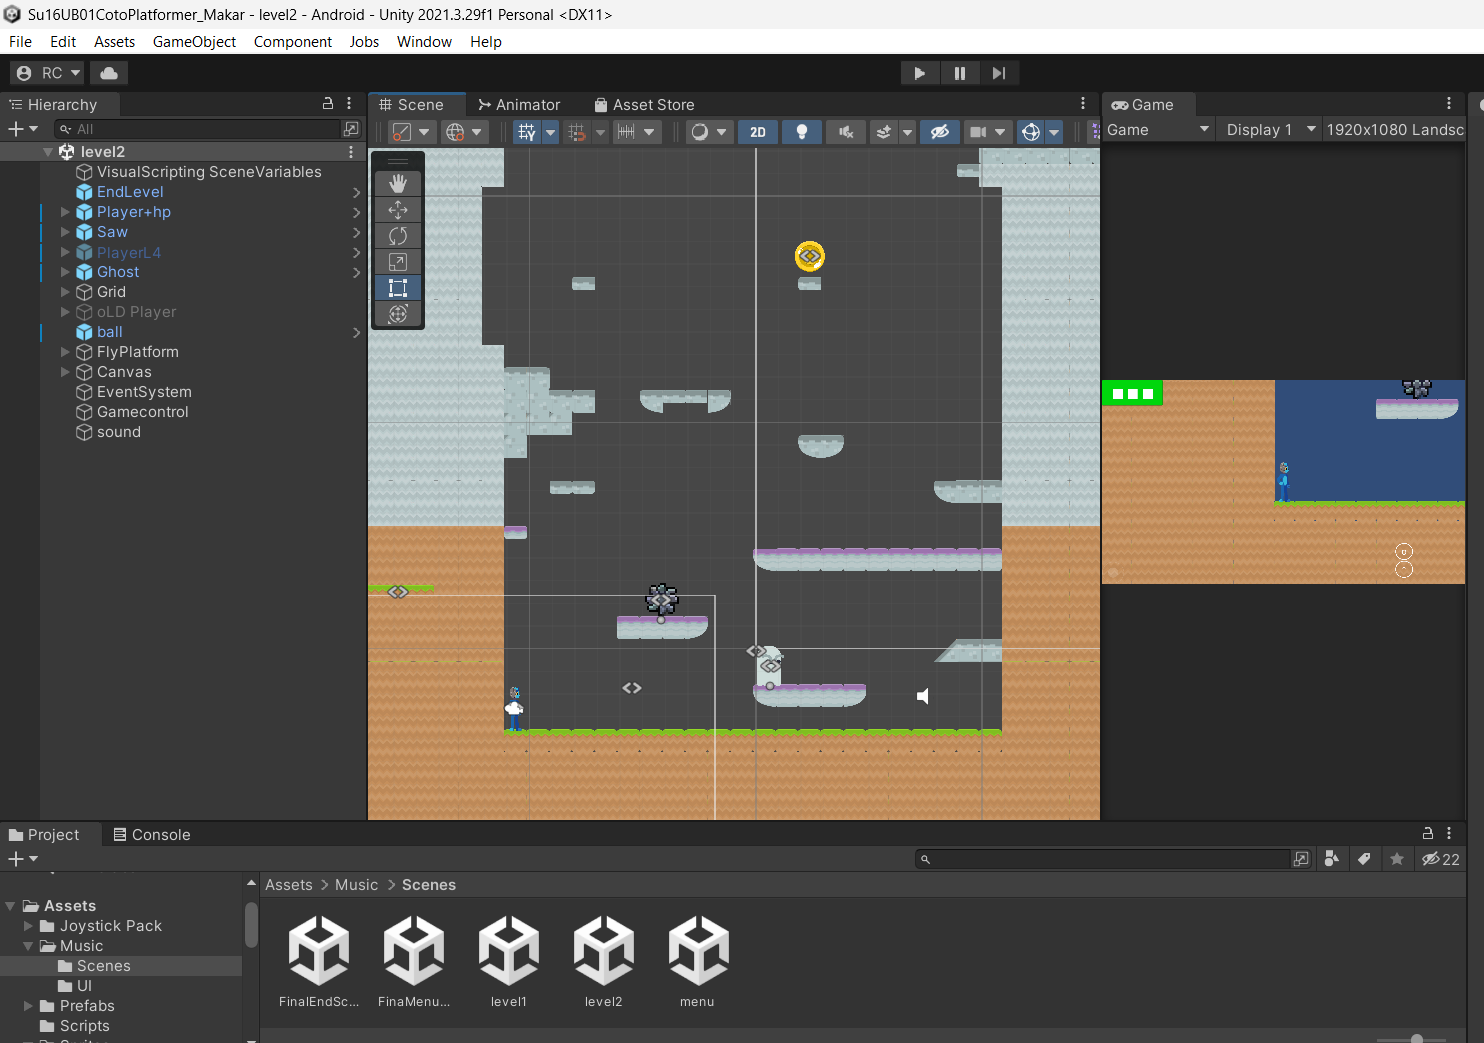 Su16UB01CotoPlatformer_Makar - level2 - Android - Unity 2021.3.29f1 Personal <DX11>
File Edit Assets GameObject Component Jobs Window Help
RC
Hierarchy
All
level2
VisualScripting SceneVariables
EndLevel
Player+hp
Saw
PlayerL4
Ghost
Grid
oLD Player
ball
FlyPlatform
Canvas
EventSystem
Gamecontrol
sound
Scene Animator Asset Store
2D
Game
Game Display 1 1920x1080 Landsc
Project Console
22
Assets
Joystick Pack
Music
Scenes
UI
Prefabs
Scripts
Assets > Music > Scenes
FinalEndSc... FinaMenu... level1 level2 menu